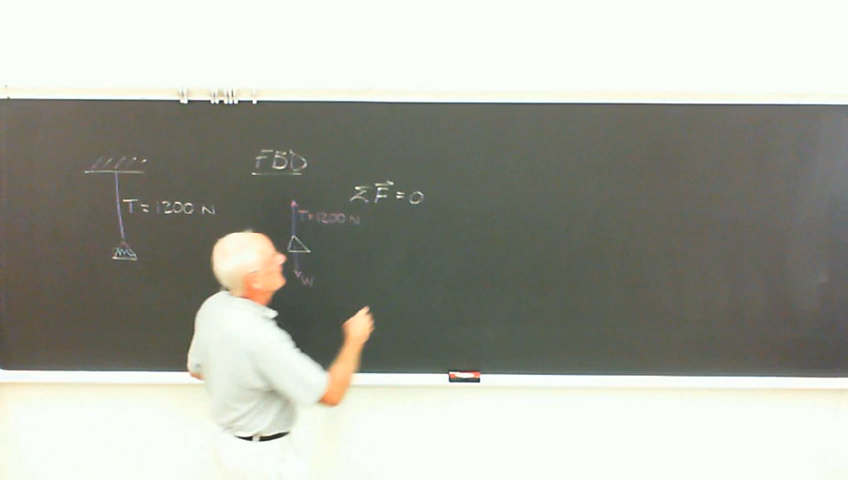 T = 1200 N
M
FBD
T = 1200 N
W
ΣF⃗ = 0